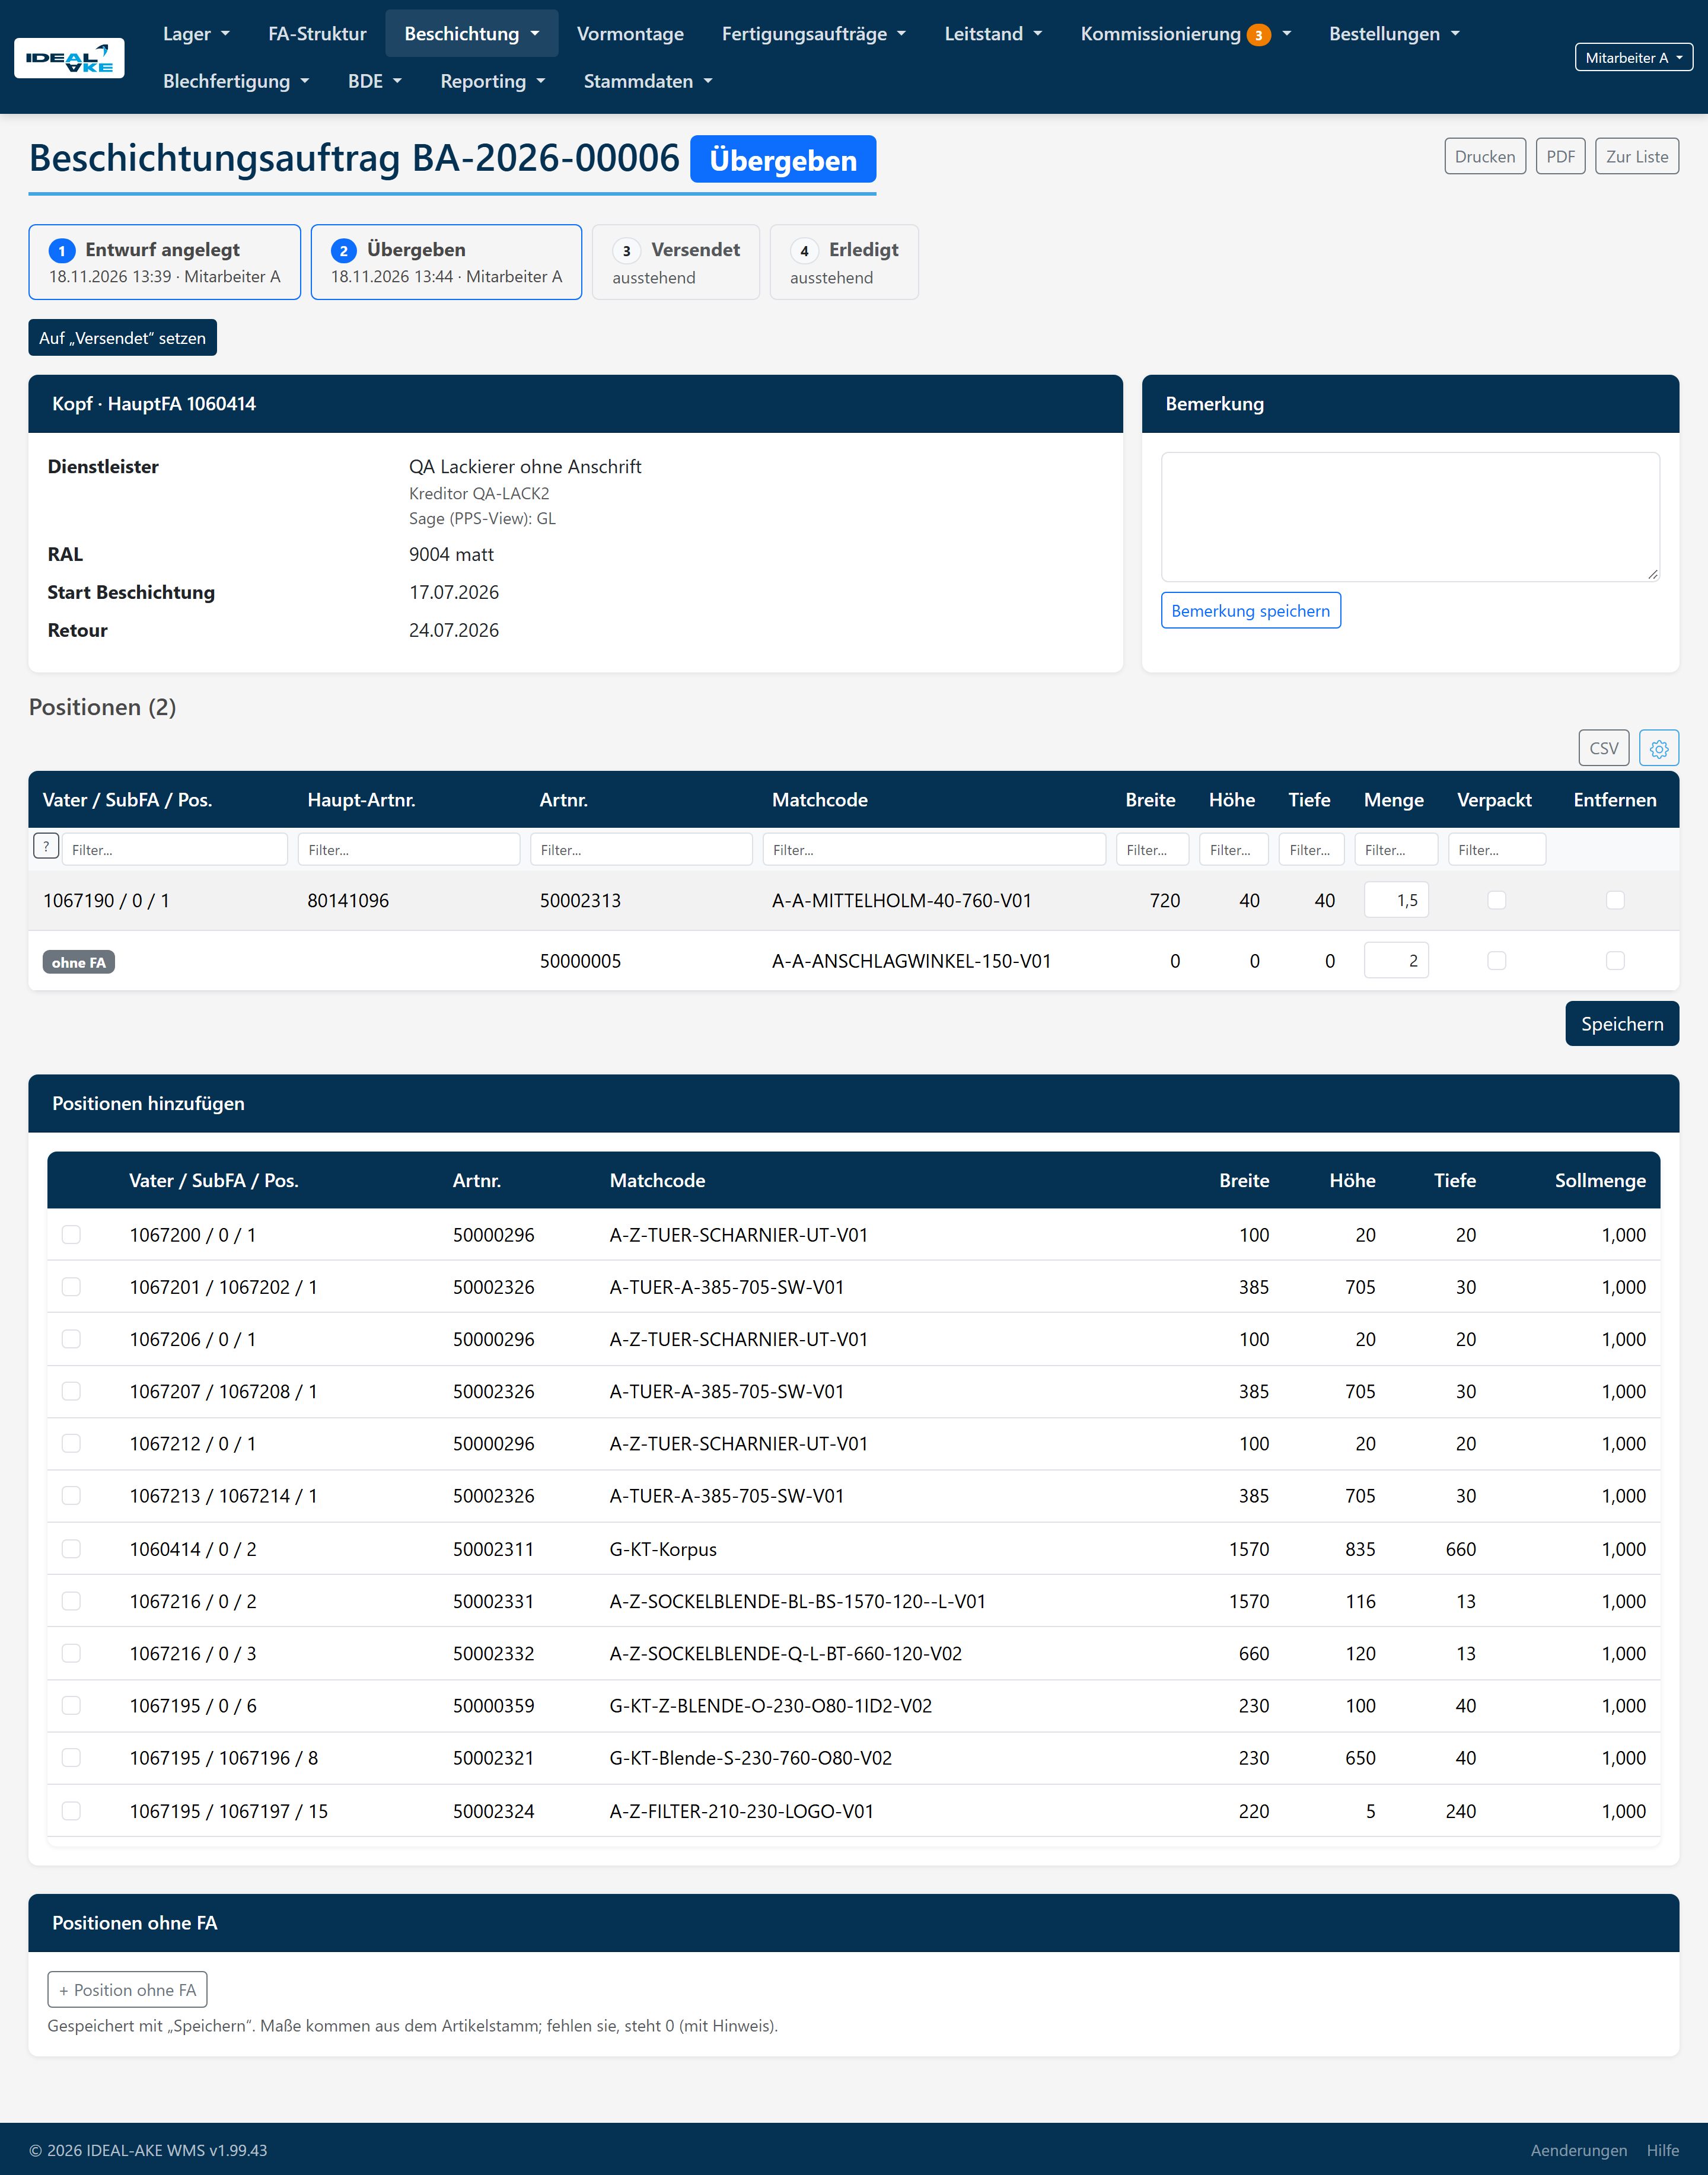 IDEAL AKE
Lager
FA-Struktur
Beschichtung
Vormontage
Fertigungsaufträge
Leitstand
Kommissionierung 3
Bestellungen
Blechfertigung
BDE
Reporting
Stammdaten
Mitarbeiter A
Beschichtungsauftrag BA-2026-00006 Übergeben
Drucken
PDF
Zur Liste
1 Entwurf angelegt
18.11.2026 13:39 · Mitarbeiter A
2 Übergeben
18.11.2026 13:44 · Mitarbeiter A
3 Versendet
ausstehend
4 Erledigt
ausstehend
Auf „Versendet“ setzen
Kopf · HauptFA 1060414
Dienstleister QA Lackierer ohne Anschrift
Kreditor QA-LACK2
Sage (PPS-View): GL
RAL 9004 matt
Start Beschichtung 17.07.2026
Retour 24.07.2026
Bemerkung
Bemerkung speichern
Positionen (2)
CSV
Vater / SubFA / Pos. Haupt-Artnr. Artnr. Matchcode Breite Höhe Tiefe Menge Verpackt Entfernen
? Filter... Filter... Filter... Filter... Filter... Filter... Filter... Filter... Filter...
1067190 / 0 / 1 80141096 50002313 A-A-MITTELHOLM-40-760-V01 720 40 40 1,5
ohne FA 50000005 A-A-ANSCHLAGWINKEL-150-V01 0 0 0 2
Speichern
Positionen hinzufügen
Vater / SubFA / Pos. Artnr. Matchcode Breite Höhe Tiefe Sollmenge
1067200 / 0 / 1 50000296 A-Z-TUER-SCHARNIER-UT-V01 100 20 20 1,000
1067201 / 1067202 / 1 50002326 A-TUER-A-385-705-SW-V01 385 705 30 1,000
1067206 / 0 / 1 50000296 A-Z-TUER-SCHARNIER-UT-V01 100 20 20 1,000
1067207 / 1067208 / 1 50002326 A-TUER-A-385-705-SW-V01 385 705 30 1,000
1067212 / 0 / 1 50000296 A-Z-TUER-SCHARNIER-UT-V01 100 20 20 1,000
1067213 / 1067214 / 1 50002326 A-TUER-A-385-705-SW-V01 385 705 30 1,000
1060414 / 0 / 2 50002311 G-KT-Korpus 1570 835 660 1,000
1067216 / 0 / 2 50002331 A-Z-SOCKELBLENDE-BL-BS-1570-120--L-V01 1570 116 13 1,000
1067216 / 0 / 3 50002332 A-Z-SOCKELBLENDE-Q-L-BT-660-120-V02 660 120 13 1,000
1067195 / 0 / 6 50000359 G-KT-Z-BLENDE-O-230-O80-1ID2-V02 230 100 40 1,000
1067195 / 1067196 / 8 50002321 G-KT-Blende-S-230-760-O80-V02 230 650 40 1,000
1067195 / 1067197 / 15 50002324 A-Z-FILTER-210-230-LOGO-V01 220 5 240 1,000
Positionen ohne FA
+ Position ohne FA
Gespeichert mit „Speichern“. Maße kommen aus dem Artikelstamm; fehlen sie, steht 0 (mit Hinweis).
© 2026 IDEAL-AKE WMS v1.99.43
Aenderungen
Hilfe